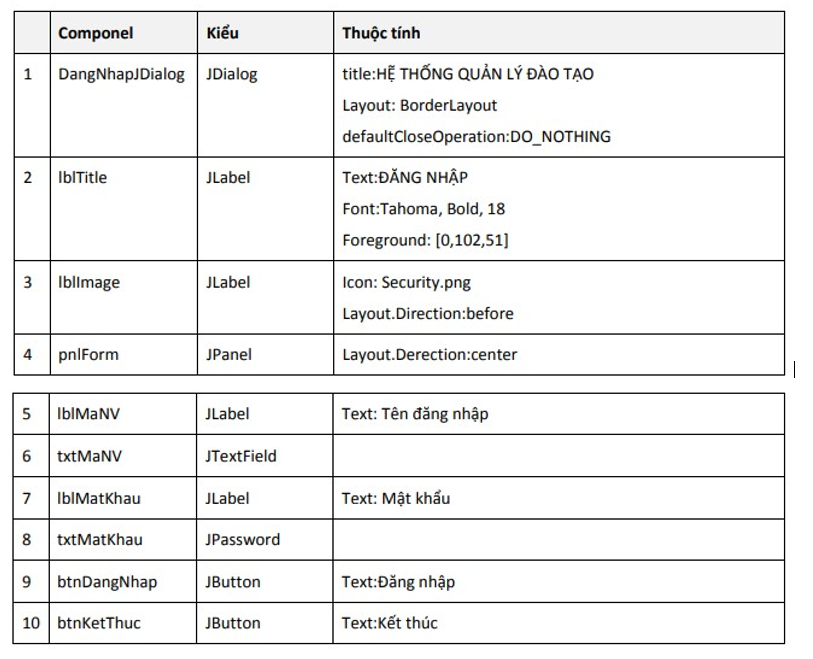 Componel Kiểu Thuộc tính
1 DangNhapJDialog JDialog title:HỆ THỐNG QUẢN LÝ ĐÀO TẠO
Layout: BorderLayout
defaultCloseOperation:DO_NOTHING
2 lblTitle JLabel Text:ĐĂNG NHẬP
Font:Tahoma, Bold, 18
Foreground: [0,102,51]
3 lblImage JLabel Icon: Security.png
Layout.Direction:before
4 pnlForm JPanel Layout.Derection:center
5 lblMaNV JLabel Text: Tên đăng nhập
6 txtMaNV JTextField
7 lblMatKhau JLabel Text: Mật khẩu
8 txtMatKhau JPassword
9 btnDangNhap JButton Text:Đăng nhập
10 btnKetThuc JButton Text:Kết thúc